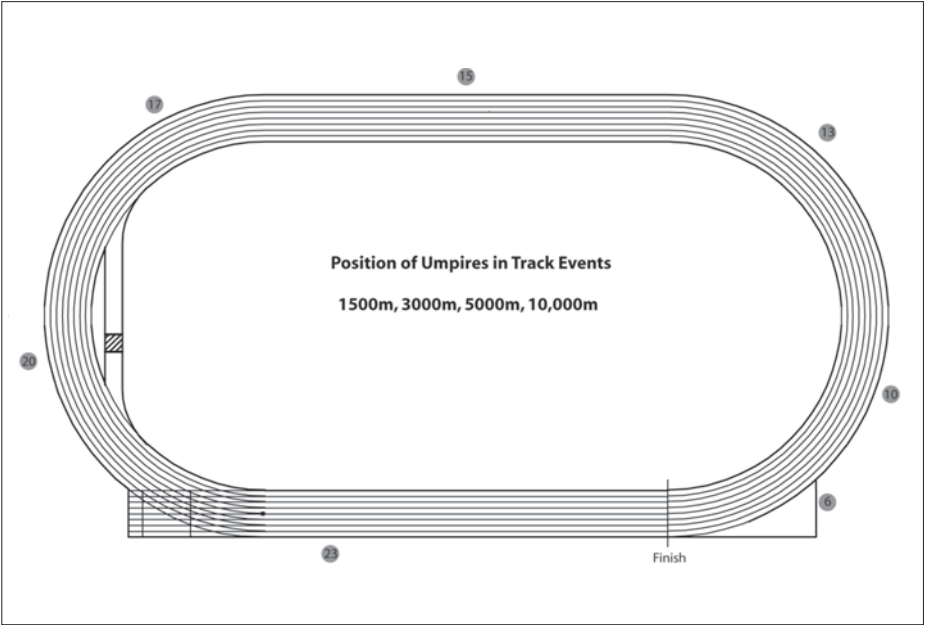 15
17
13
Position of Umpires in Track Events
1500m, 3000m, 5000m, 10,000m
20
10
6
23
Finish